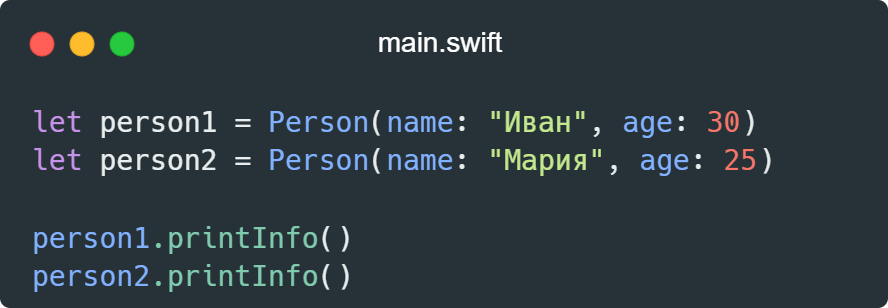 main.swift
let person1 = Person(name: "Иван", age: 30)
let person2 = Person(name: "Мария", age: 25)
person1.printInfo()
person2.printInfo()